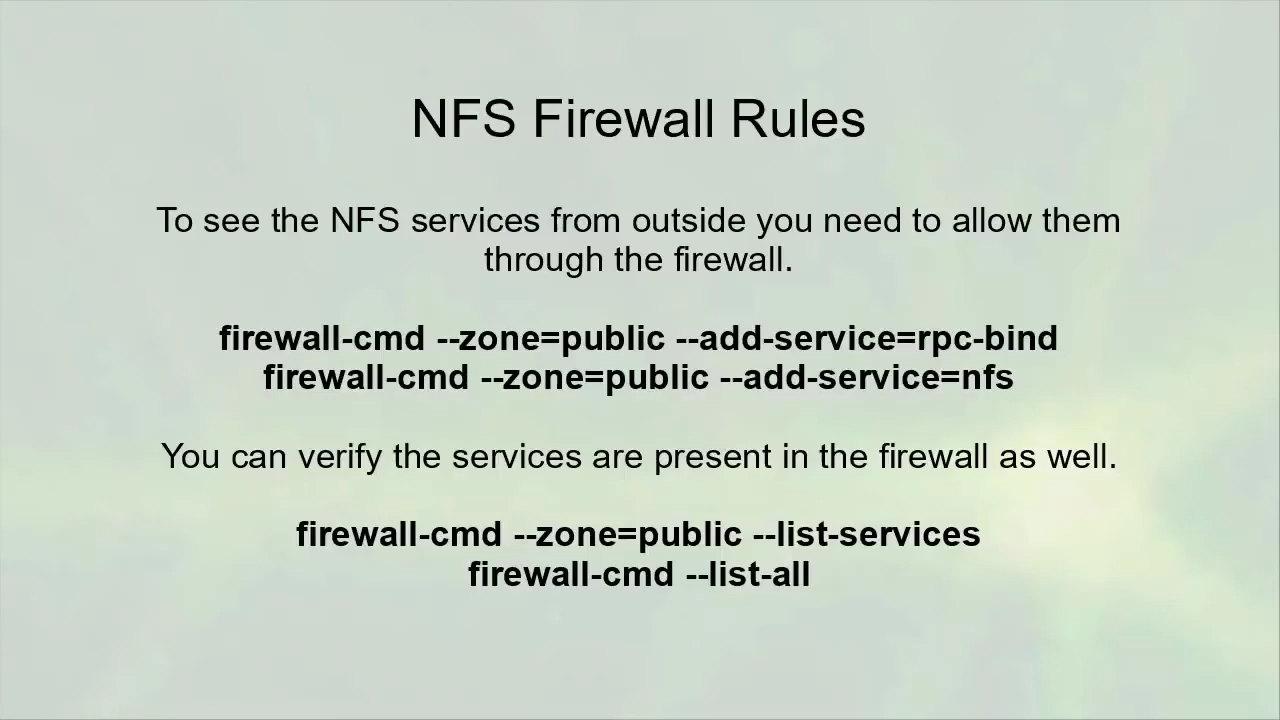 NFS Firewall Rules
To see the NFS services from outside you need to allow them
through the firewall.
firewall-cmd --zone=public --add-service=rpc-bind
firewall-cmd --zone=public --add-service=nfs
You can verify the services are present in the firewall as well.
firewall-cmd --zone=public --list-services
firewall-cmd --list-all